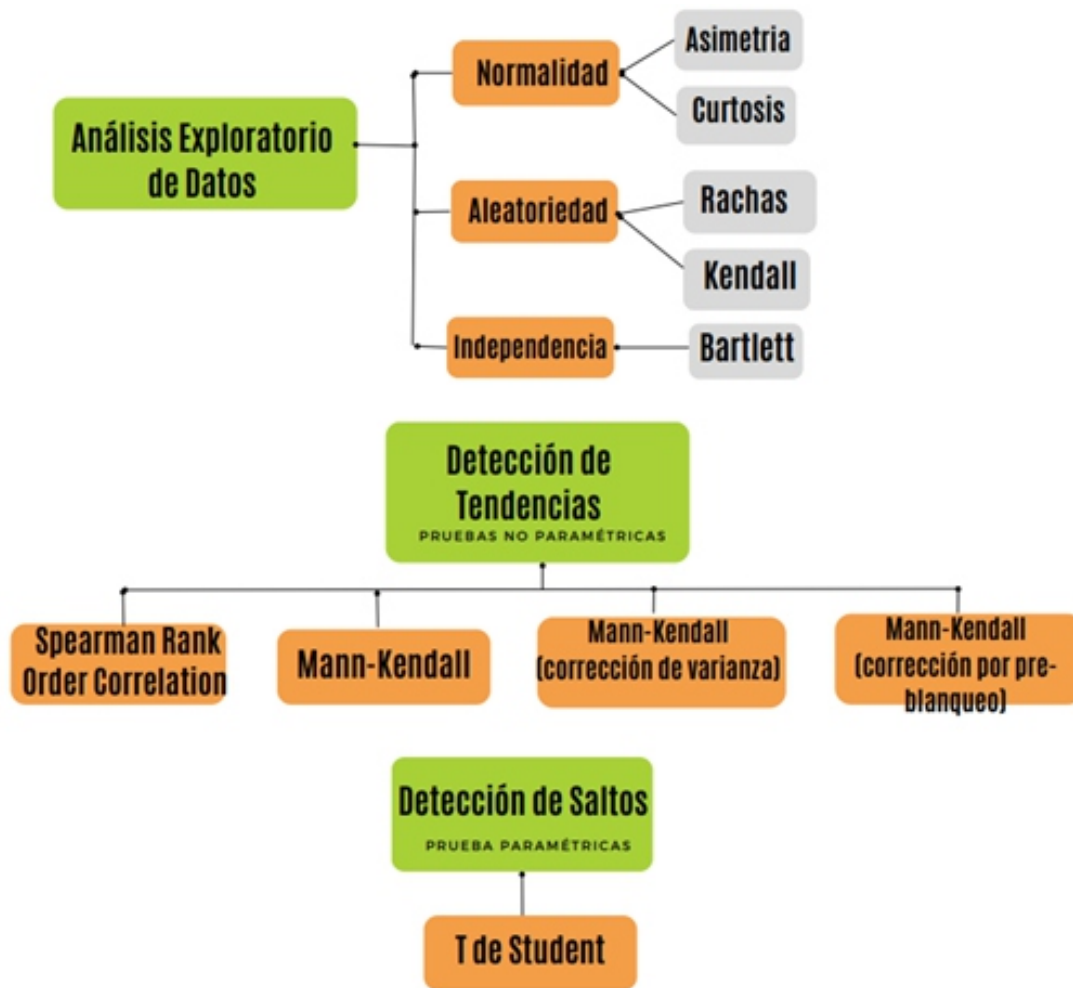 Análisis Exploratorio
de Datos
Normalidad
Asimetria
Curtosis
Aleatoriedad
Rachas
Kendall
Independencia
Bartlett
Detección de
Tendencias
PRUEBAS NO PARAMÉTRICAS
Spearman Rank
Order Correlation
Mann-Kendall
Mann-Kendall
(corrección de varianza)
Mann-Kendall
(corrección por pre-
blanqueo)
Detección de Saltos
PRUEBA PARAMÉTRICAS
T de Student